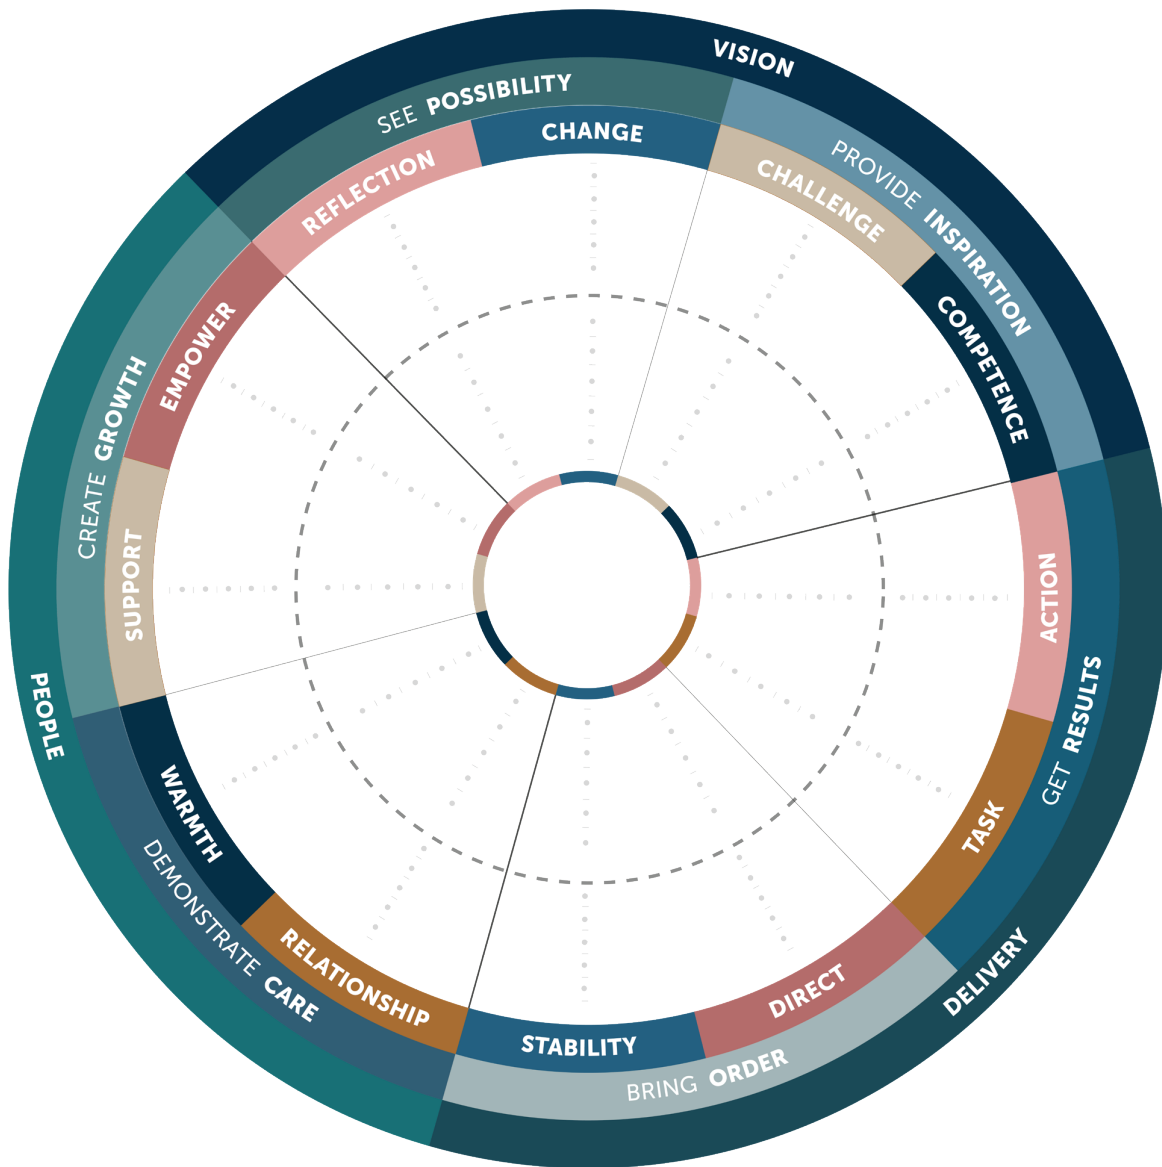 VISION
SEE POSSIBILITY
PROVIDE INSPIRATION
REFLECTION
CHANGE
CHALLENGE
COMPETENCE
PEOPLE
CREATE GROWTH
EMPOWER
SUPPORT
DEMONSTRATE CARE
WARMTH
RELATIONSHIP
DELIVERY
GET RESULTS
ACTION
TASK
BRING ORDER
DIRECT
STABILITY